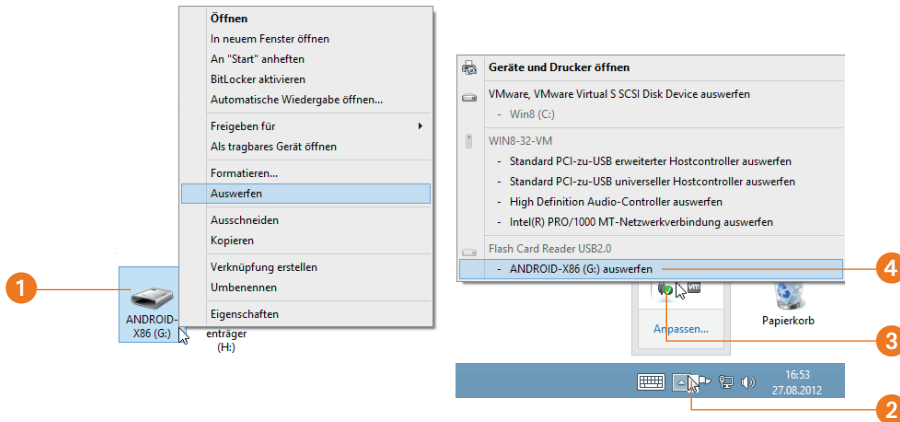 Öffnen
In neuem Fenster öffnen
An "Start" anheften
BitLocker aktivieren
Automatische Wiedergabe öffnen...
Freigeben für
Als tragbares Gerät öffnen
Formatieren...
Auswerfen
Ausschneiden
Kopieren
Verknüpfung erstellen
Umbenennen
Eigenschaften
1
ANDROID-
X86 (G:)
enträger
(H:)
Geräte und Drucker öffnen
VMware, VMware Virtual S SCSI Disk Device auswerfen
- Win8 (C:)
WIN8-32-VM
- Standard PCI-zu-USB erweiterter Hostcontroller auswerfen
- Standard PCI-zu-USB universeller Hostcontroller auswerfen
- High Definition Audio-Controller auswerfen
- Intel(R) PRO/1000 MT-Netzwerkverbindung auswerfen
Flash Card Reader USB2.0
- ANDROID-X86 (G:) auswerfen
4
Anpassen...
Papierkorb
3
16:53
27.08.2012
2